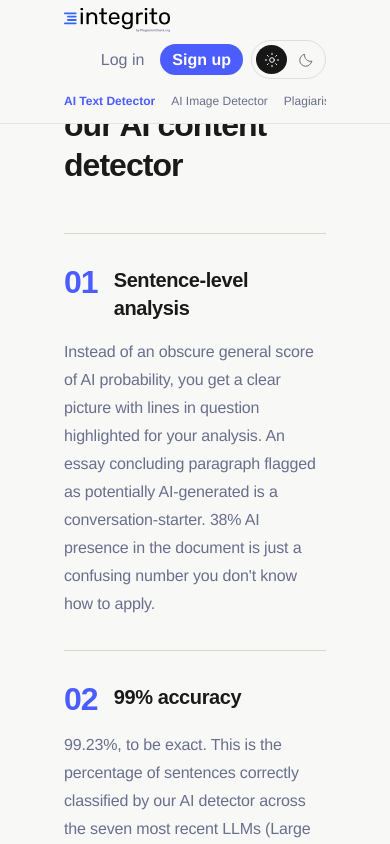 integrito
by PlagiarismCheck.org
Log in
Sign up
AI Text Detector
AI Image Detector
Plagiaris
our AI content
detector
01
Sentence-level
analysis
Instead of an obscure general score
of AI probability, you get a clear
picture with lines in question
highlighted for your analysis. An
essay concluding paragraph flagged
as potentially AI-generated is a
conversation-starter. 38% AI
presence in the document is just a
confusing number you don't know
how to apply.
02
99% accuracy
99.23%, to be exact. This is the
percentage of sentences correctly
classified by our AI detector across
the seven most recent LLMs (Large